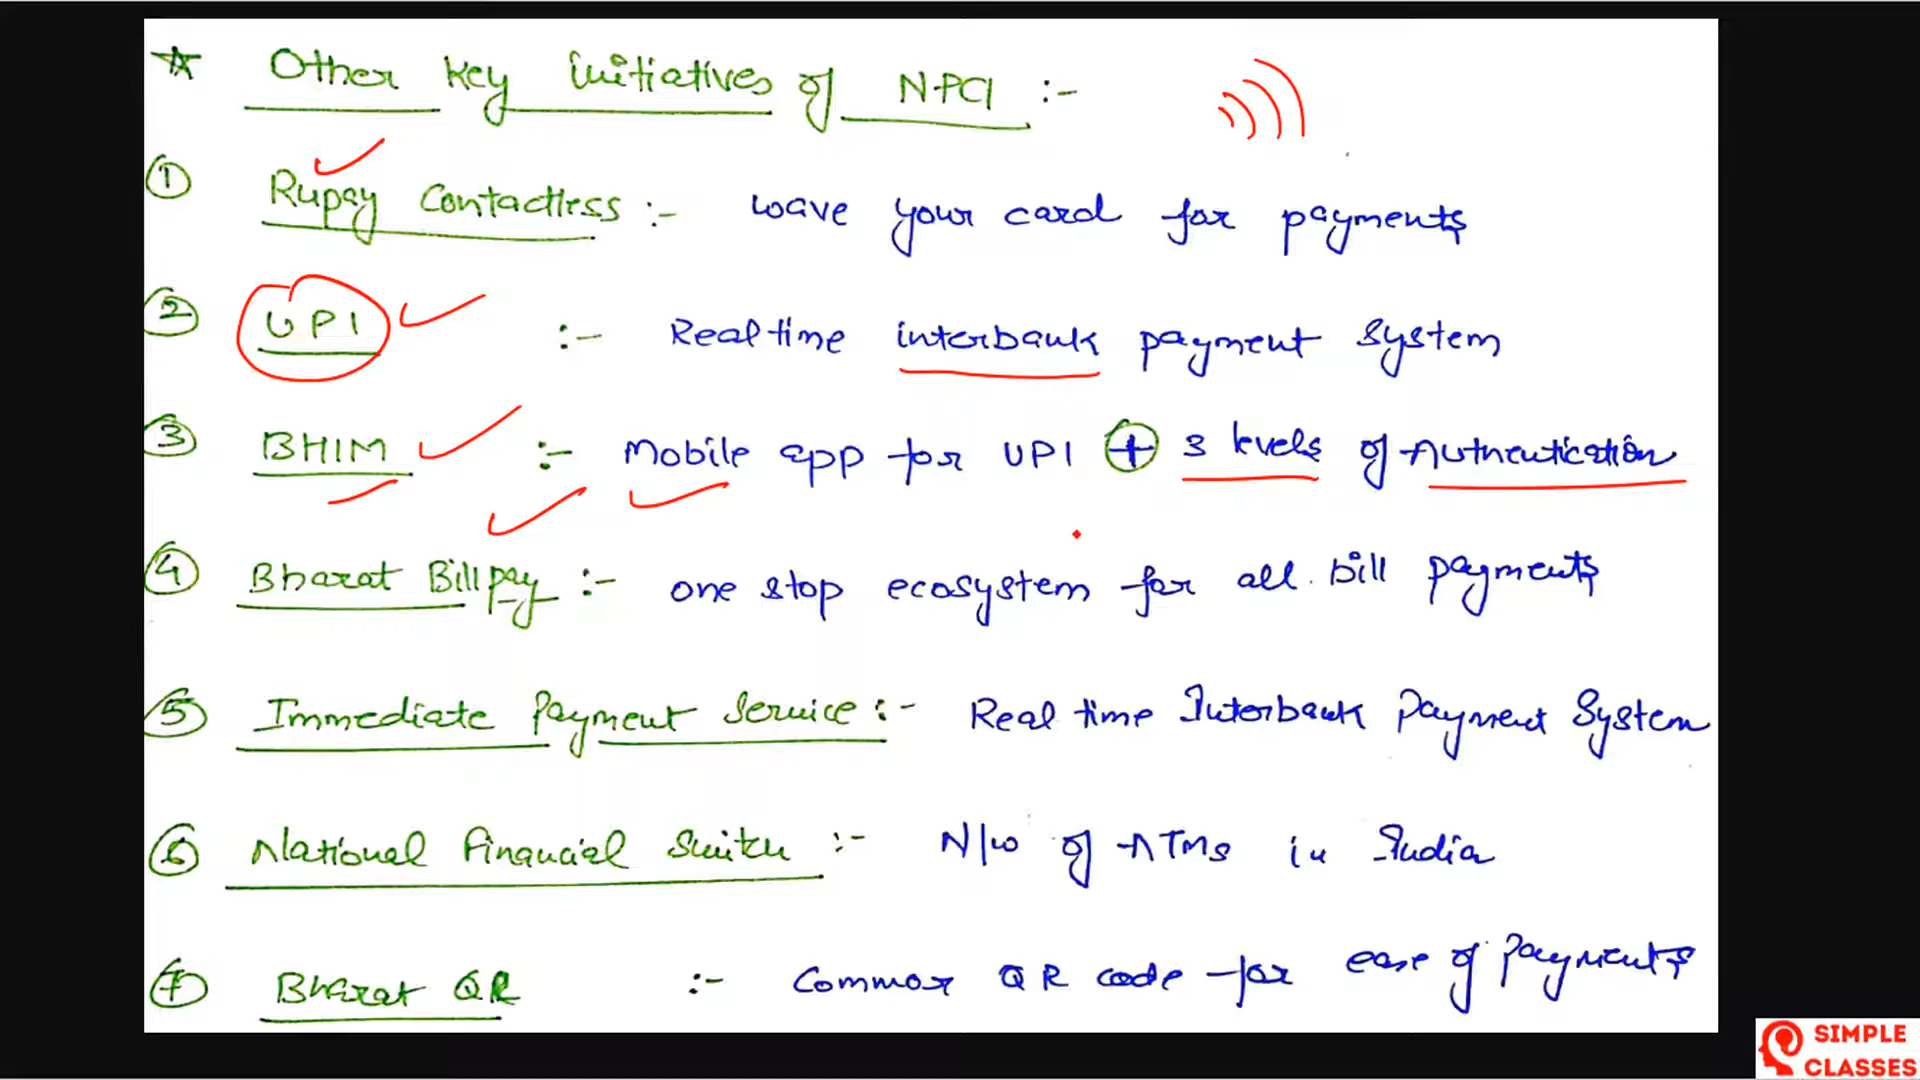 ☆ Other Key initiatives of NPCI :-
① Rupay Contactless :- wave your card for payments
② UPI :- Real time interbank payment System
③ BHIM :- Mobile app for UPI + 3 levels of Authentication
④ Bharat Bill pay :- one stop ecosystem for all bill payments
⑤ Immediate Payment Service :- Real time Interbank Payment System
⑥ National Financial Switch :- N/w of ATMs in India
⑦ Bharat QR :- Common QR code for ease of Payments
SIMPLE
CLASSES